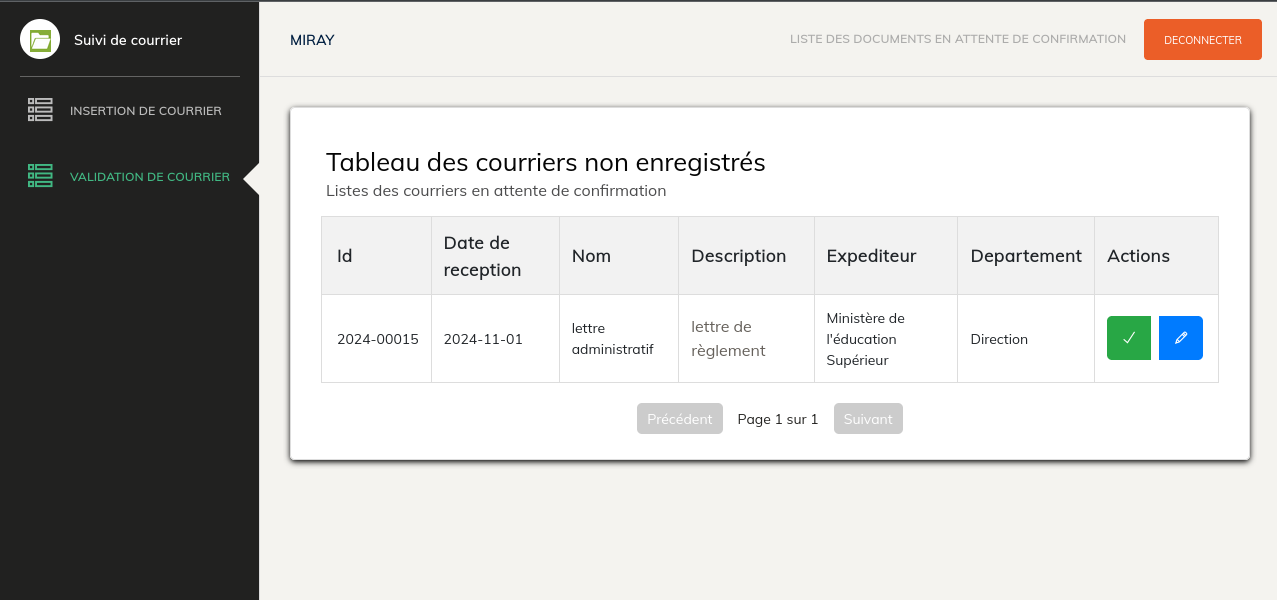 Suivi de courrier
MIRAY
LISTE DES DOCUMENTS EN ATTENTE DE CONFIRMATION
DECONNECTER
INSERTION DE COURRIER
VALIDATION DE COURRIER
Tableau des courriers non enregistrés
Listes des courriers en attente de confirmation
Id
Date de
reception
Nom
Description
Expediteur
Departement
Actions
2024-00015
2024-11-01
lettre
administratif
lettre de
règlement
Ministère de
l'éducation
Supérieur
Direction
Précédent
Page 1 sur 1
Suivant